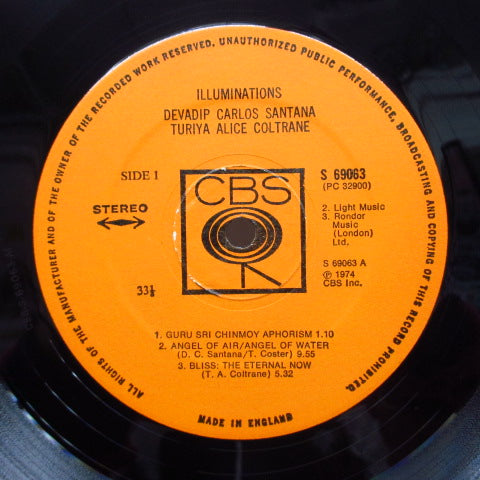 ALL RIGHTS OF THE MANUFACTURER AND OF THE OWNER OF THE RECORDED WORK RESERVED. UNAUTHORIZED PUBLIC PERFORMANCE, BROADCASTING AND COPYING OF THIS RECORD PROHIBITED.
ILLUMINATIONS
DEVADIP CARLOS SANTANA
TURIYA ALICE COLTRANE
SIDE 1
STEREO
33⅓
CBS
S 69063
(PC 32900)
2. Light Music
3. Rondor
Music
(London)
Ltd.
S 69063 A
℗ 1974
CBS Inc.
1. GURU SRI CHINMOY APHORISM 1.10
2. ANGEL OF AIR/ANGEL OF WATER
(D. C. Santana/T. Coster) 9.55
3. BLISS: THE ETERNAL NOW
(T. A. Coltrane) 5.32
MADE IN ENGLAND